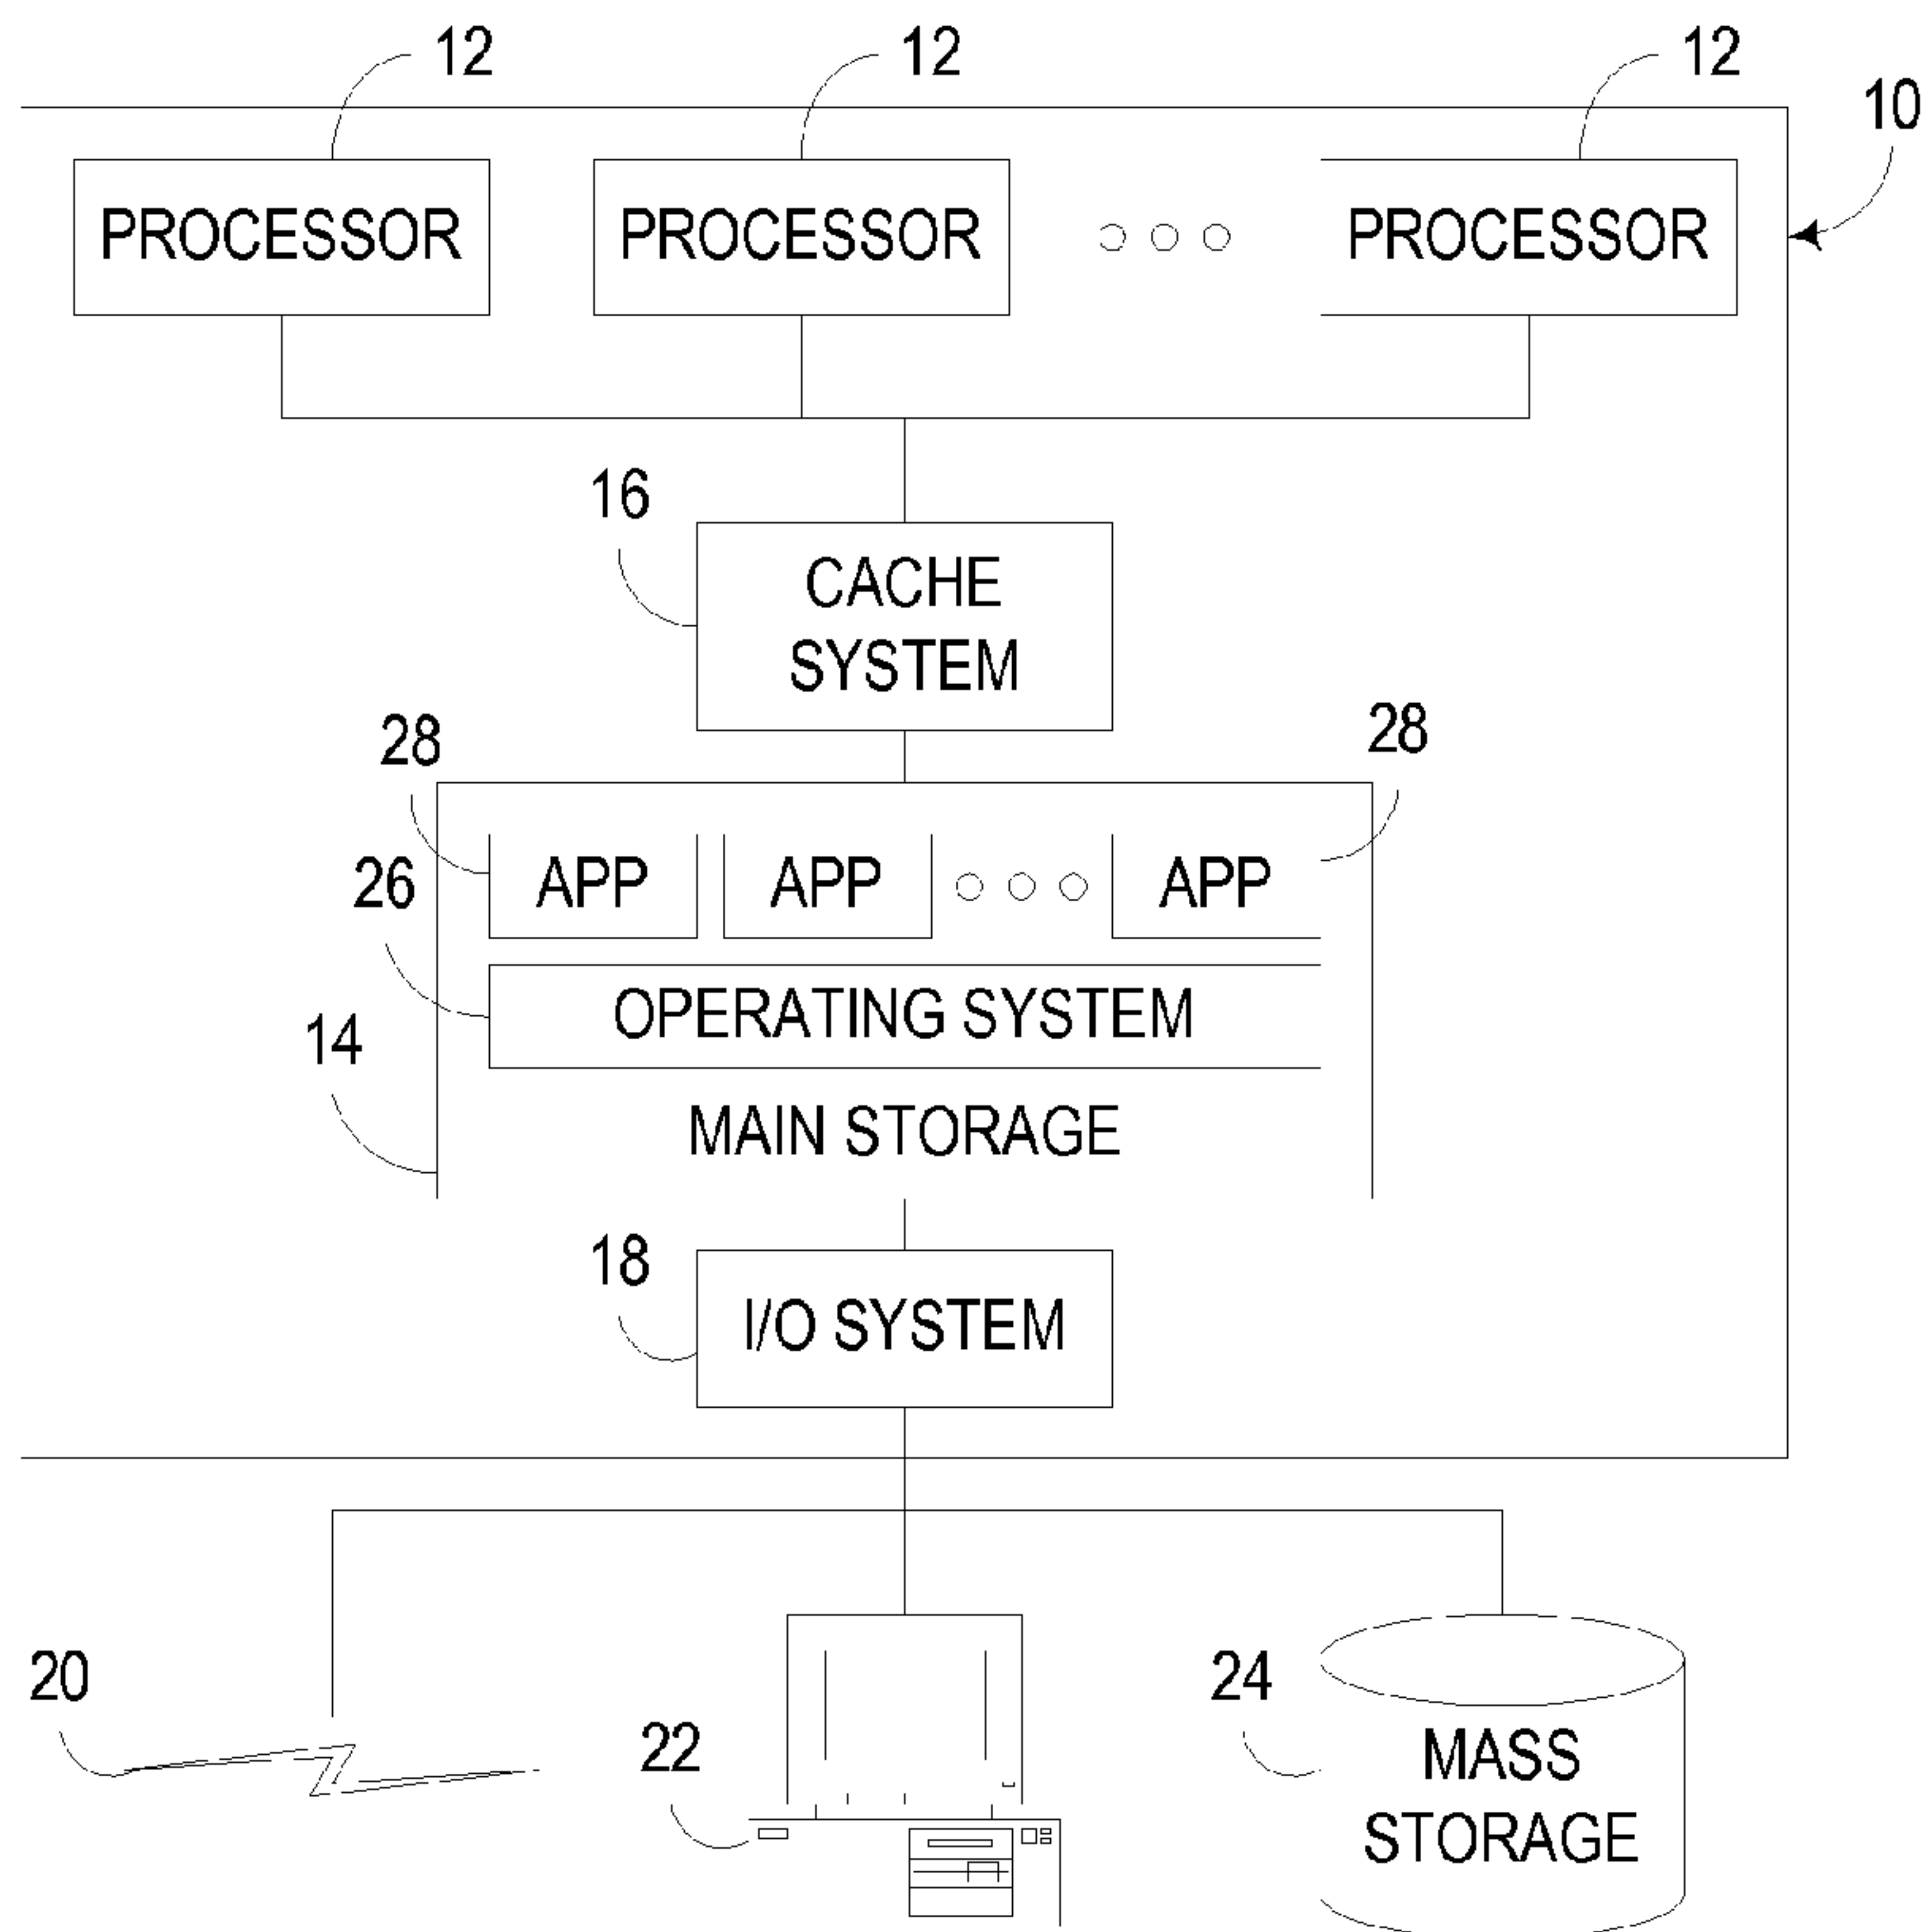 12 12 12
10
PROCESSOR PROCESSOR PROCESSOR
16
CACHE
SYSTEM
28 28
APP APP APP
26
OPERATING SYSTEM
14
MAIN STORAGE
18
I/O SYSTEM
20
22
24
MASS
STORAGE